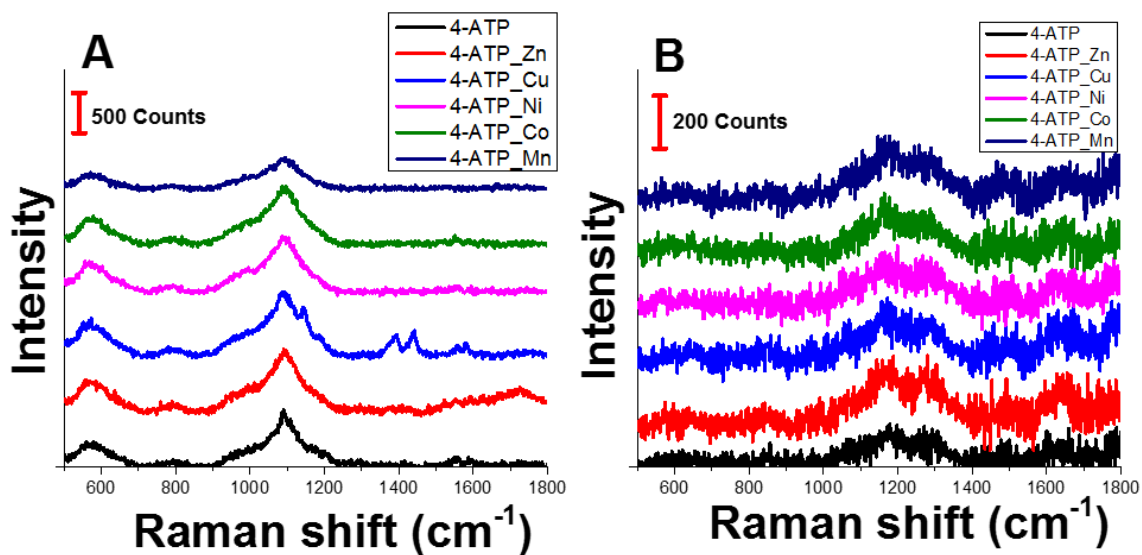 A
4-ATP
4-ATP_Zn
4-ATP_Cu
4-ATP_Ni
4-ATP_Co
4-ATP_Mn
500 Counts
Intensity
600 800 1000 1200 1400 1600 1800
Raman shift (cm⁻¹)
B
4-ATP
4-ATP_Zn
4-ATP_Cu
4-ATP_Ni
4-ATP_Co
4-ATP_Mn
200 Counts
Intensity
600 800 1000 1200 1400 1600 1800
Raman shift (cm⁻¹)